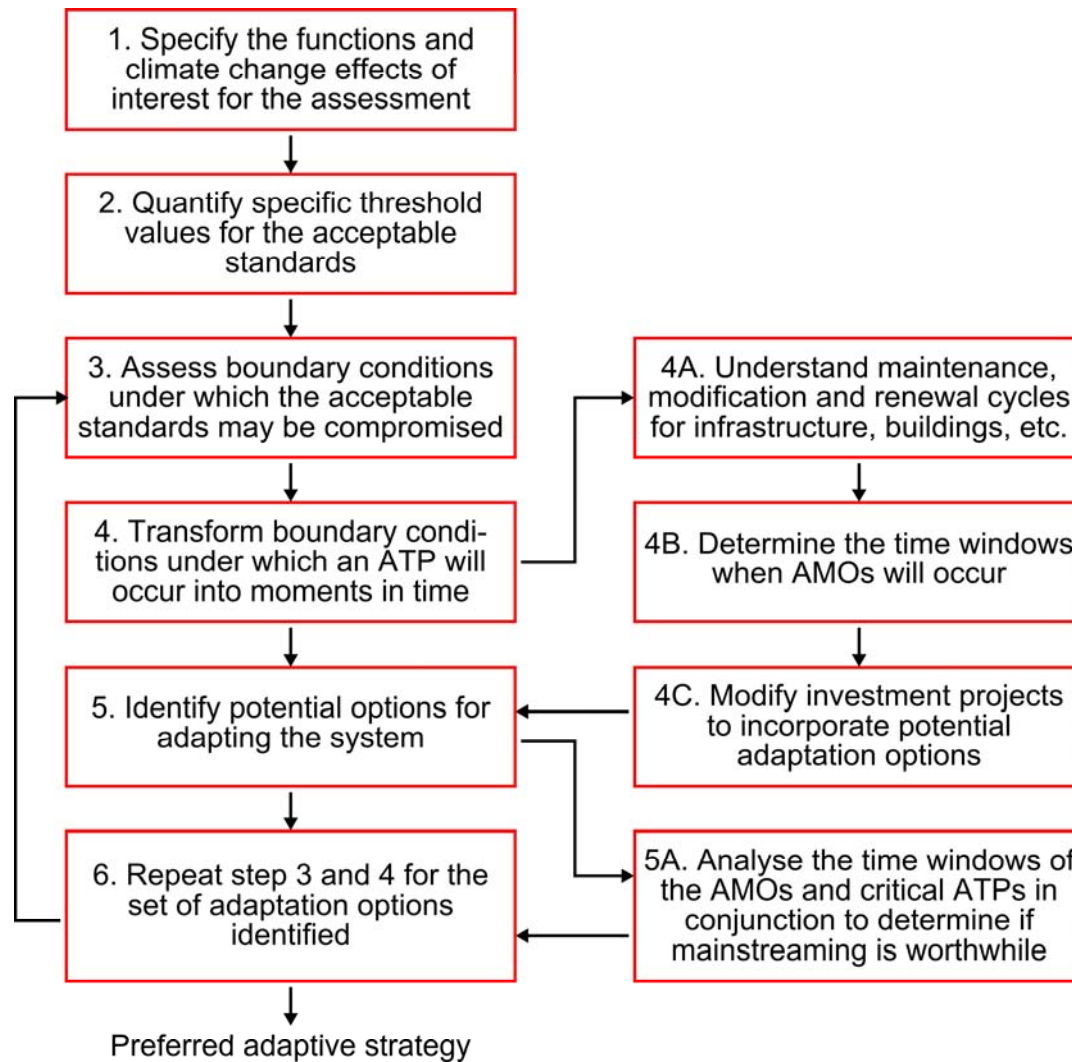 1. Specify the functions and
climate change effects of
interest for the assessment
2. Quantify specific threshold
values for the acceptable
standards
3. Assess boundary conditions
under which the acceptable
standards may be compromised
4. Transform boundary condi-
tions under which an ATP will
occur into moments in time
4A. Understand maintenance,
modification and renewal cycles
for infrastructure, buildings, etc.
4B. Determine the time windows
when AMOs will occur
4C. Modify investment projects
to incorporate potential
adaptation options
5. Identify potential options for
adapting the system
5A. Analyse the time windows of
the AMOs and critical ATPs in
conjunction to determine if
mainstreaming is worthwhile
6. Repeat step 3 and 4 for the
set of adaptation options
identified
Preferred adaptive strategy